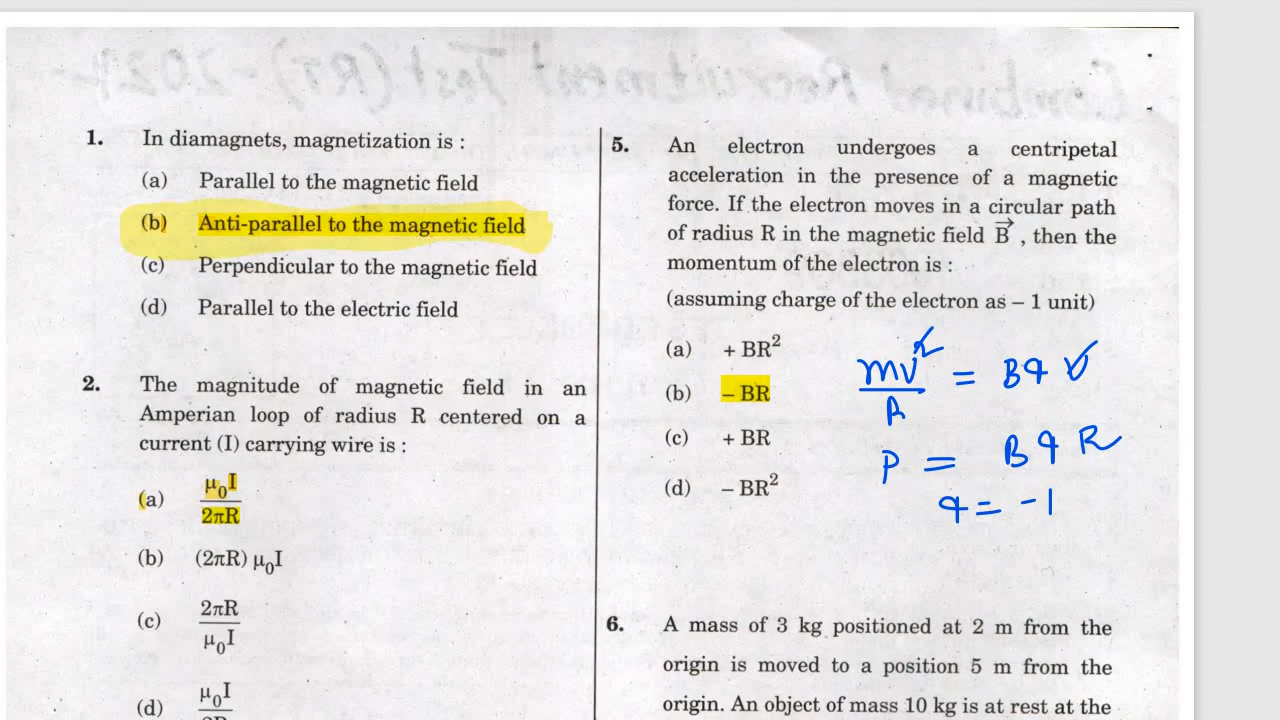 Combined Recruitment Test (RT) - 2024
1. In diamagnets, magnetization is :
(a) Parallel to the magnetic field
(b) Anti-parallel to the magnetic field
(c) Perpendicular to the magnetic field
(d) Parallel to the electric field
2. The magnitude of magnetic field in an
Amperian loop of radius R centered on a
current (I) carrying wire is :
(a) μ₀I
2πR
(b) (2πR) μ₀I
(c) 2πR
μ₀I
(d) μ₀I
5. An electron undergoes a centripetal
acceleration in the presence of a magnetic
force. If the electron moves in a circular path
of radius R in the magnetic field B⃗ , then the
momentum of the electron is :
(assuming charge of the electron as – 1 unit)
(a) + BR²
(b) – BR
(c) + BR
(d) – BR²
mv² = Bqv
R
P = BqR
q = -1
6. A mass of 3 kg positioned at 2 m from the
origin is moved to a position 5 m from the
origin. An object of mass 10 kg is at rest at the